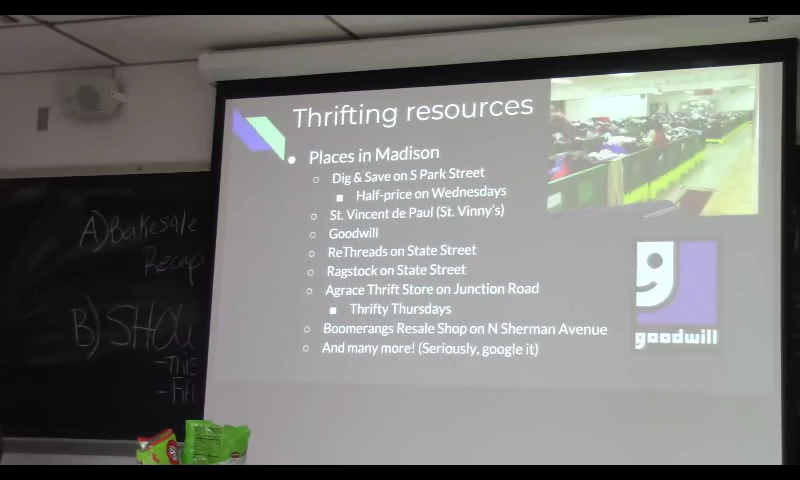 Thrifting resources
Places in Madison
Dig & Save on S Park Street
Half-price on Wednesdays
St. Vincent de Paul (St. Vinny's)
Goodwill
ReThreads on State Street
Ragstock on State Street
Agrace Thrift Store on Junction Road
Thrifty Thursdays
Boomerangs Resale Shop on N Sherman Avenue
And many more! (Seriously, google it)
goodwill
A) Bakesale
Recap
B) SHOW